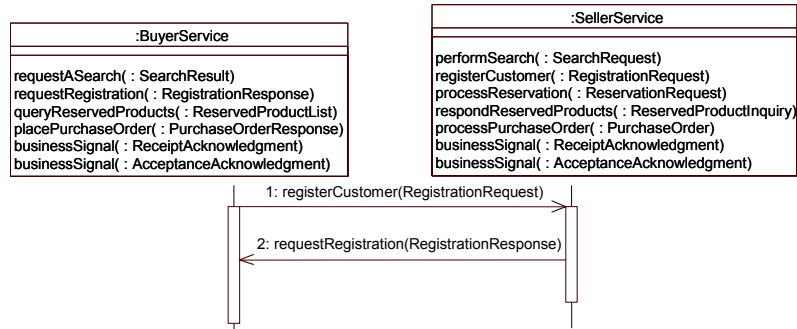 :BuyerService
requestASearch( : SearchResult)
requestRegistration( : RegistrationResponse)
queryReservedProducts( : ReservedProductList)
placePurchaseOrder( : PurchaseOrderResponse)
businessSignal( : ReceiptAcknowledgment)
businessSignal( : AcceptanceAcknowledgment)
:SellerService
performSearch( : SearchRequest)
registerCustomer( : RegistrationRequest)
processReservation( : ReservationRequest)
respondReservedProducts( : ReservedProductInquiry)
processPurchaseOrder( : PurchaseOrder)
businessSignal( : ReceiptAcknowledgment)
businessSignal( : AcceptanceAcknowledgment)
1: registerCustomer(RegistrationRequest)
2: requestRegistration(RegistrationResponse)